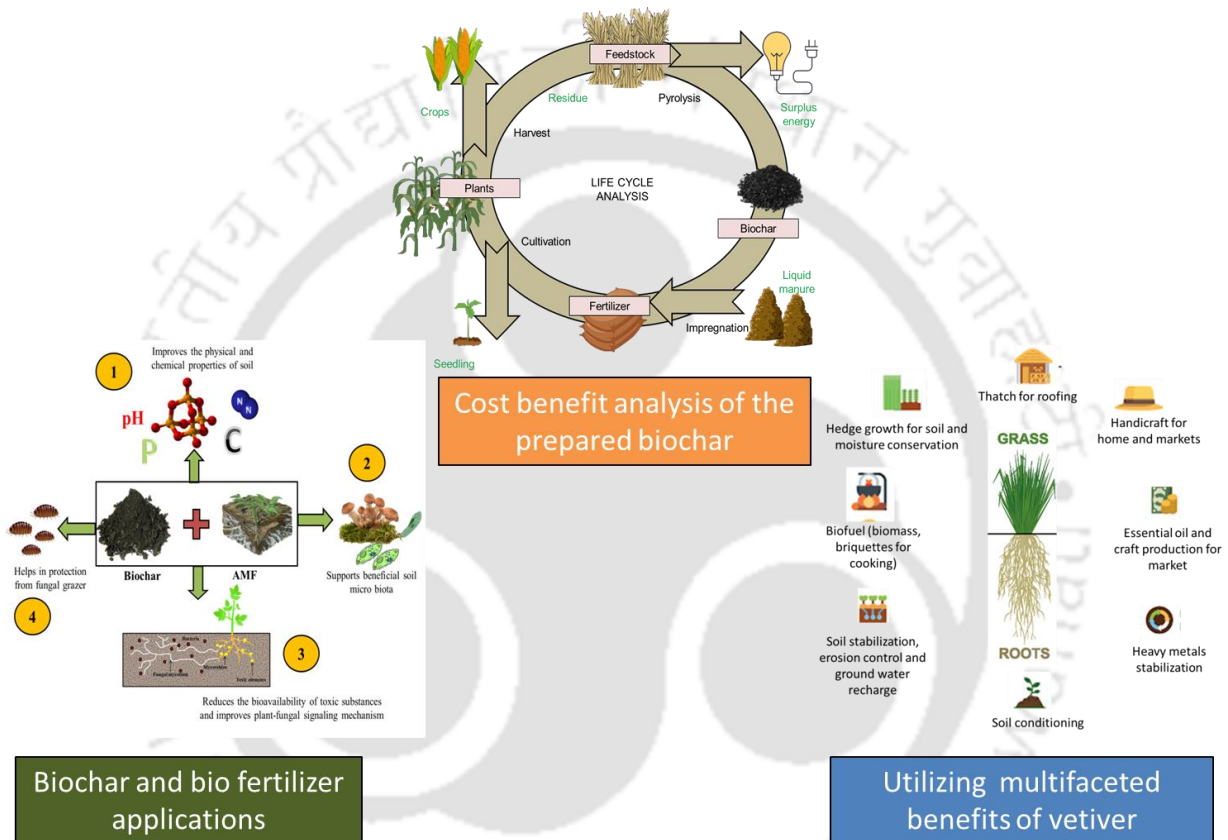 Feedstock
Residue
Pyrolysis
Crops
Surplus
energy
Harvest
Plants
LIFE CYCLE
ANALYSIS
Biochar
Cultivation
Liquid
manure
Fertilizer
Impregnation
Seedling
Improves the physical and
chemical properties of soil
1
pH
N
N
P
C
2
Biochar
AMF
Helps in protection
from fungal grazer
4
Supports beneficial soil
micro biota
Bacteria
Mycorrhiza
Fungal mycelium
Toxic elements
3
Reduces the bioavailability of toxic substances
and improves plant-fungal signaling mechanism
Cost benefit analysis of the
prepared biochar
Thatch for roofing
Hedge growth for soil and
moisture conservation
GRASS
Handicraft for
home and markets
Biofuel (biomass,
briquettes for
cooking)
Essential oil and
craft production for
market
Soil stabilization,
erosion control and
ground water
recharge
ROOTS
Heavy metals
stabilization
Soil conditioning
Biochar and bio fertilizer
applications
Utilizing multifaceted
benefits of vetiver